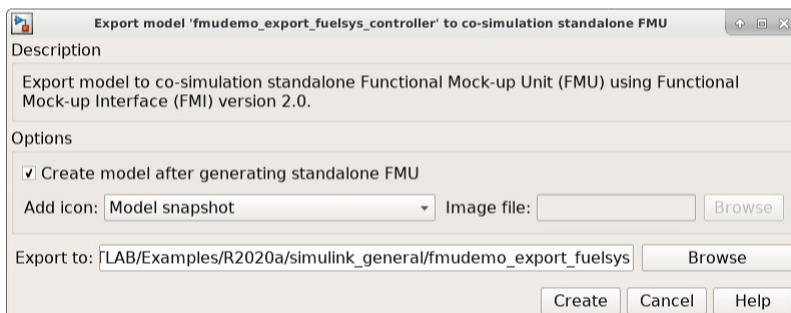 Export model 'fmudemo_export_fuelsys_controller' to co-simulation standalone FMU
Description
Export model to co-simulation standalone Functional Mock-up Unit (FMU) using Functional
Mock-up Interface (FMI) version 2.0.
Options
Create model after generating standalone FMU
Add icon: Model snapshot Image file: Browse
Export to: TLAB/Examples/R2020a/simulink_general/fmudemo_export_fuelsys Browse
Create Cancel Help